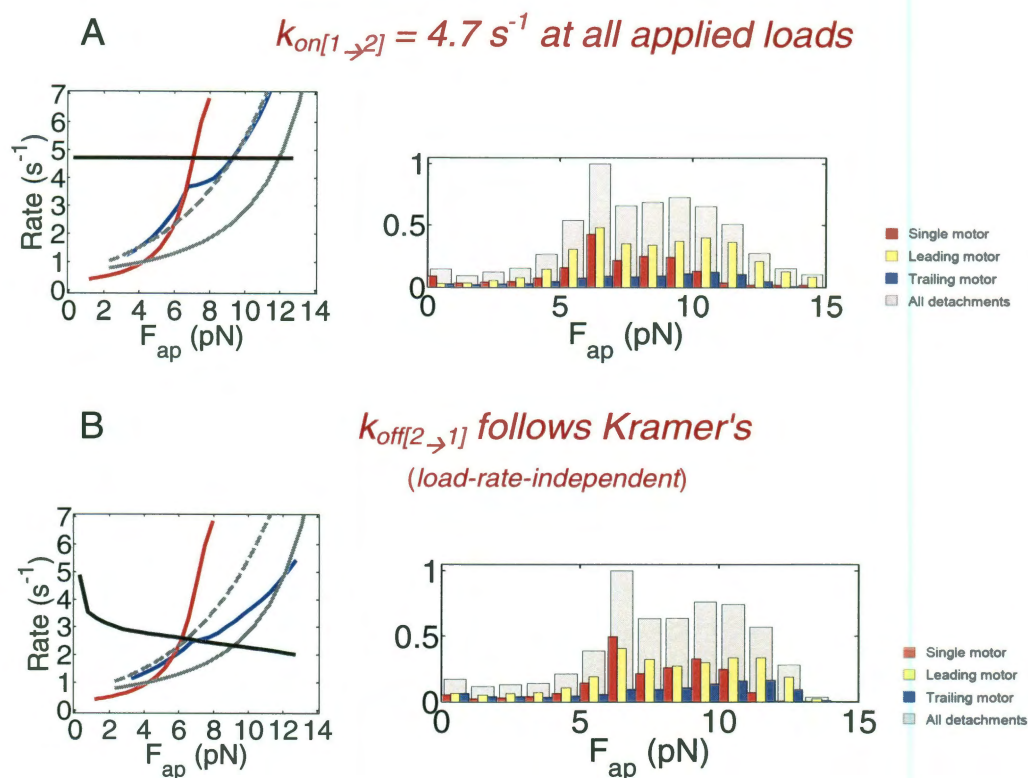 A
k_on[1→2] = 4.7 s⁻¹ at all applied loads
7
6
5
4
3
2
1
0
Rate (s⁻¹)
0 2 4 6 8 10 12 14
F_ap (pN)
1
0.5
0
0 5 10 15
F_ap (pN)
Single motor
Leading motor
Trailing motor
All detachments
B
k_off[2→1] follows Kramer's
(load-rate-independent)
7
6
5
4
3
2
1
0
Rate (s⁻¹)
0 2 4 6 8 10 12 14
F_ap (pN)
1
0.5
0
0 5 10 15
F_ap (pN)
Single motor
Leading motor
Trailing motor
All detachments